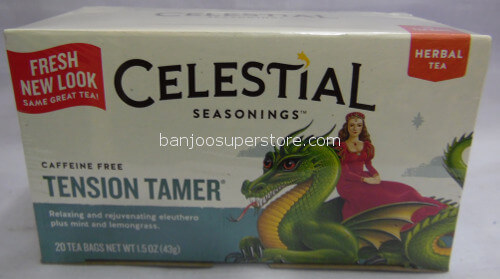 FRESH
NEW LOOK
SAME GREAT TEA!
CELESTIAL
SEASONINGS™
HERBAL
TEA
banjoosuperstore.com
CAFFEINE FREE
TENSION TAMER®
Relaxing and rejuvenating eleuthero
plus mint and lemongrass.
20 TEA BAGS NET WT 1.5 OZ (43g)